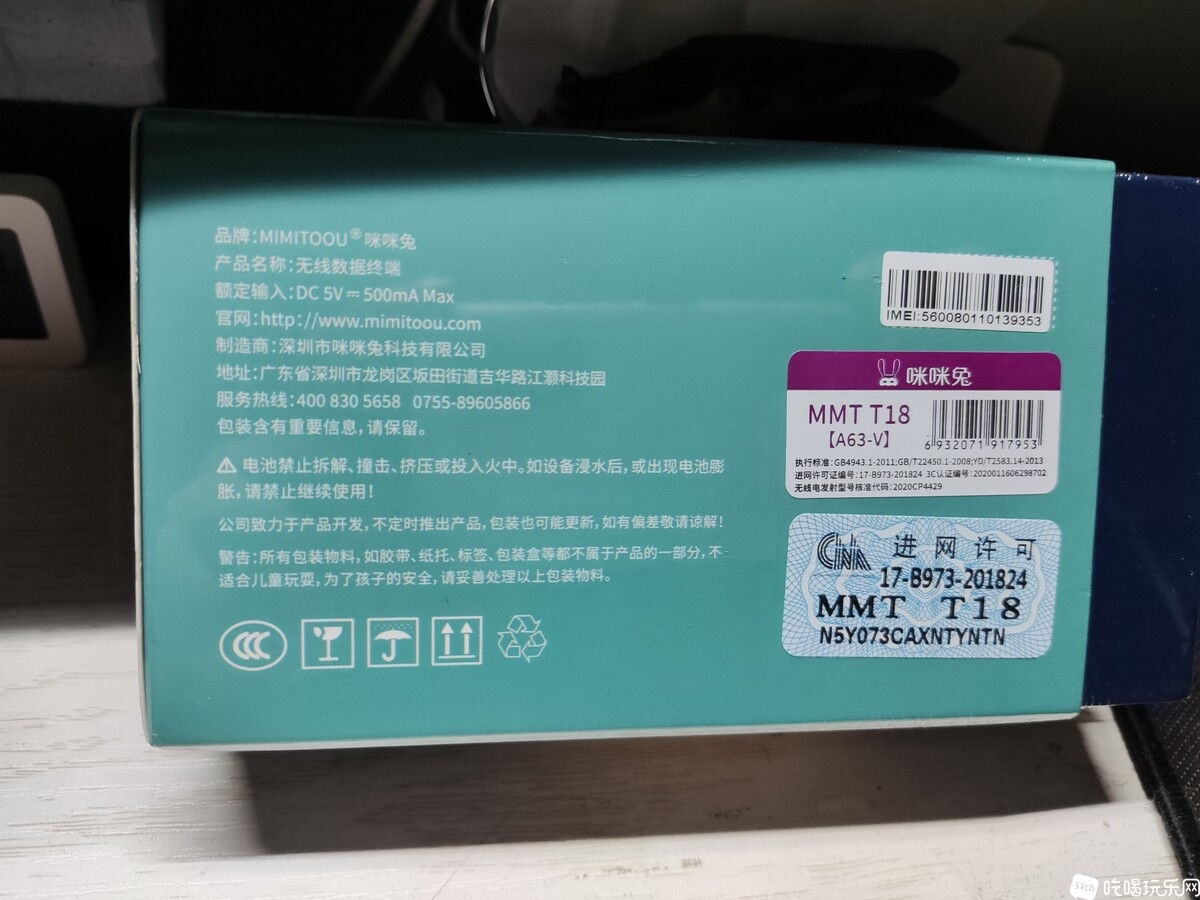 品牌：MIMITOOU®咪咪兔
产品名称：无线数据终端
额定输入：DC 5V⎓500mA Max
官网：http://www.mimitoou.com
制造商：深圳市咪咪兔科技有限公司
地址：广东省深圳市龙岗区坂田街道吉华路江灏科技园
服务热线：400 830 5658 0755-89605866
包装含有重要信息，请保留。
⚠电池禁止拆解、撞击、挤压或投入火中。如设备浸水后，或出现电池膨
胀，请禁止继续使用！
公司致力于产品开发，不定时推出产品，包装也可能更新，如有偏差敬请谅解！
警告：所有包装物料，如胶带、纸托、标签、包装盒等都不属于产品的一部分，不
适合儿童玩耍，为了孩子的安全，请妥善处理以上包装物料。
CCC
IMEI:560080110139353
咪咪兔
MMT T18
【A63-V】
6 932071 917953
执行标准：GB4943.1-2011;GB/T22450.1-2008;YD/T2583.14-2013
进网许可证编号：17-B973-201824 3C认证编号：2020011606298702
无线电发射型号核准代码：2020CP4429
CNA 进网许可
17-B973-201824
MMT T18
N5Y073CAXNTYNTN
吃喝玩乐网